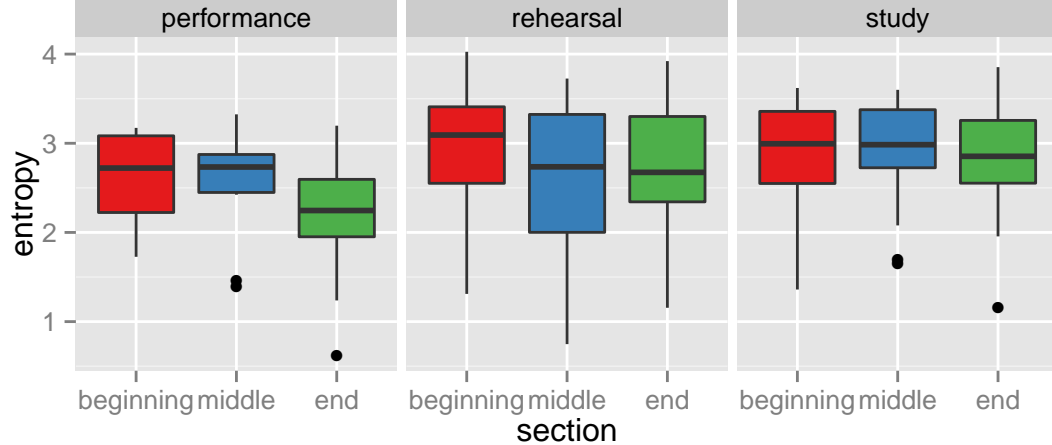 performance rehearsal study
entropy
4
3
2
1
beginning middle end beginning middle end beginning middle end
section